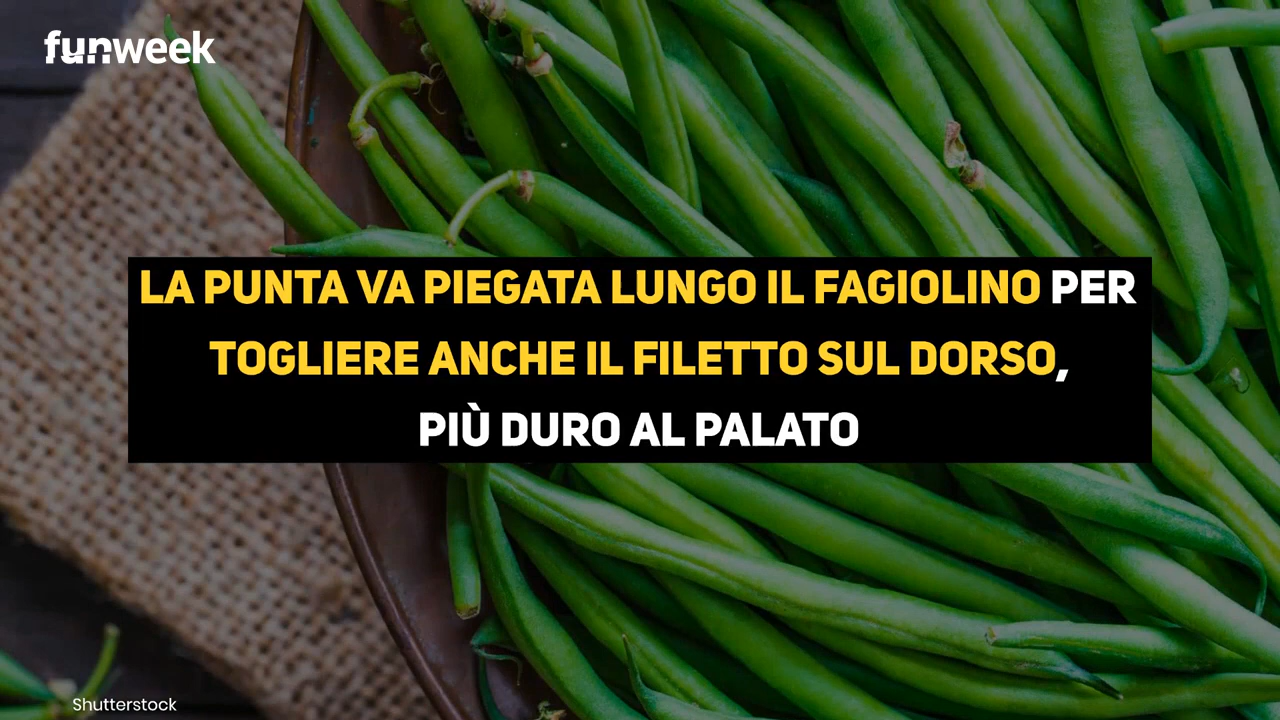 funweek
LA PUNTA VA PIEGATA LUNGO IL FAGIOLINO PER
TOGLIERE ANCHE IL FILETTO SUL DORSO,
PIÙ DURO AL PALATO
Shutterstock